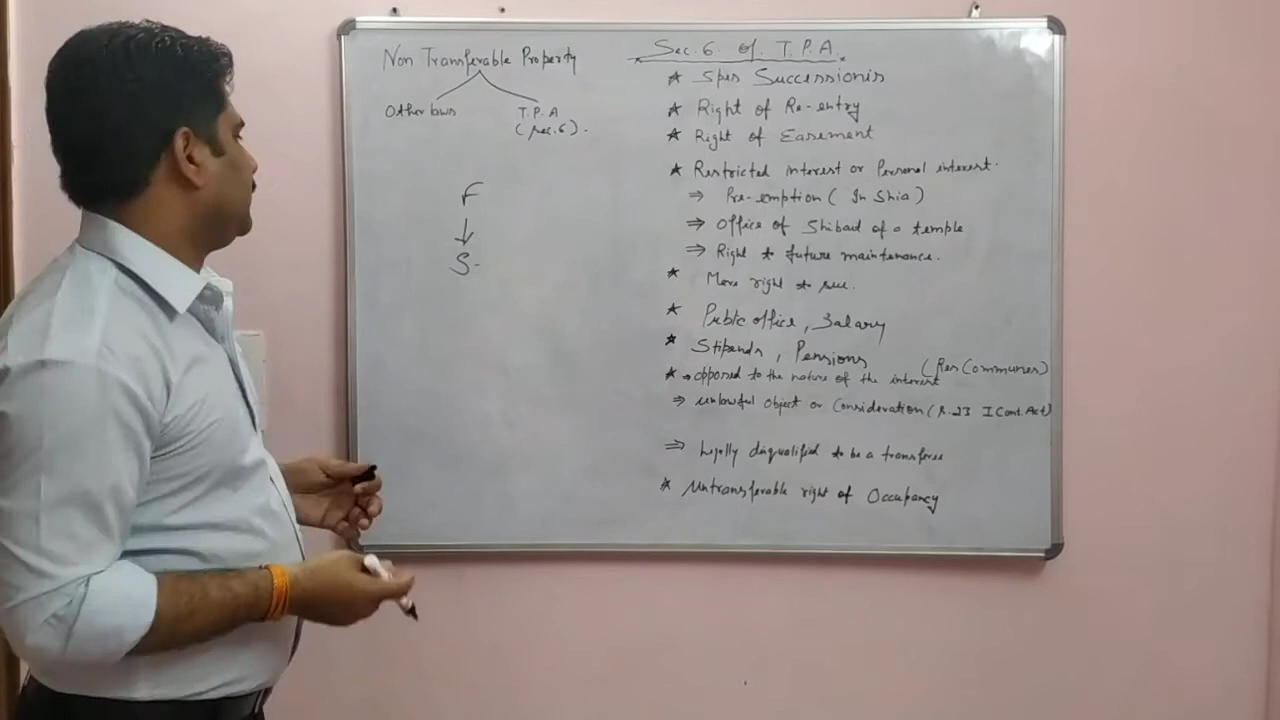 Non Transferable Property
Other laws
T.P.A
(Sec.6).
F
S-
Sec.6 of T.P.A.
* Spes Successionis
* Right of Re-entry
* Right of Easement
* Restricted interest or Personal interest.
⇒ Pre-emption (In Shia)
⇒ Office of Shibait of a temple
⇒ Right to future maintenance.
* Mere right to sue.
* Public office, Salary
* Stipends, Pensions
(Res Communes)
* → opposed to the nature of the interest
⇒ unlawful object or Consideration (s.23 I Cont. Act)
⇒ Legally disqualified to be a transferee
* Untransferable right of Occupancy